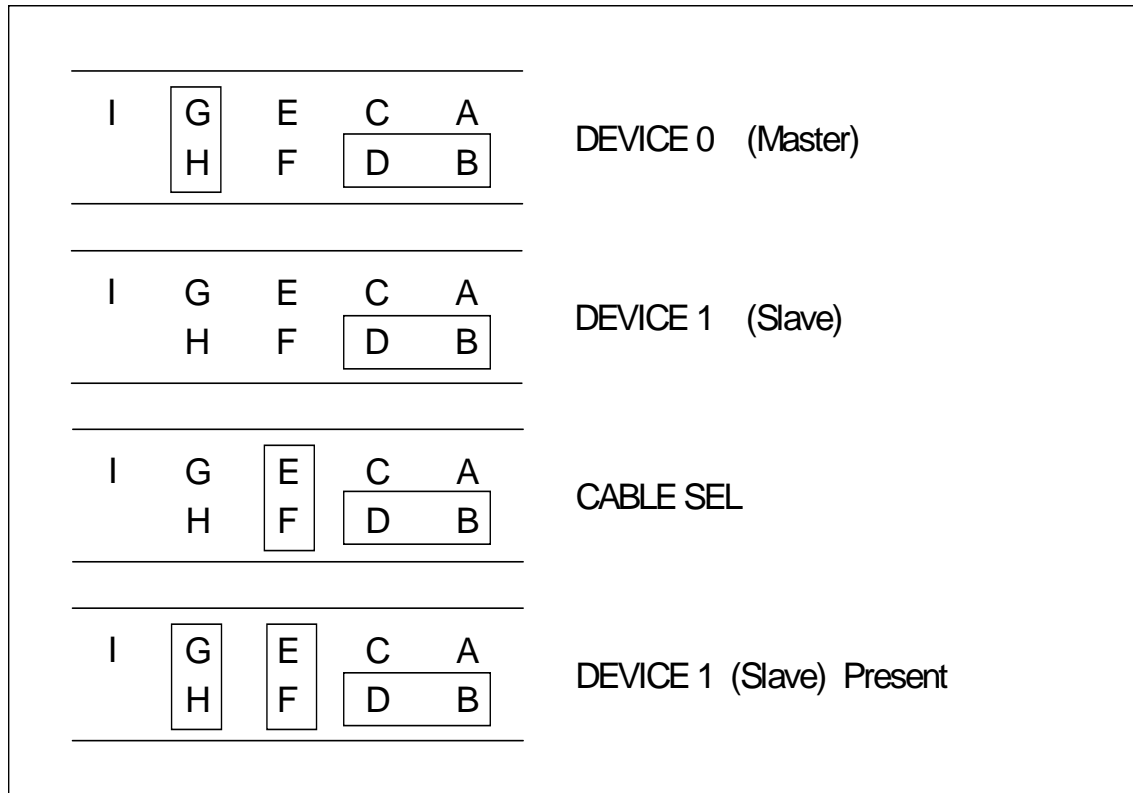 I G E C A
H F D B
DEVICE 0 (Master)
I G E C A
H F D B
DEVICE 1 (Slave)
I G E C A
H F D B
CABLE SEL
I G E C A
H F D B
DEVICE 1 (Slave) Present